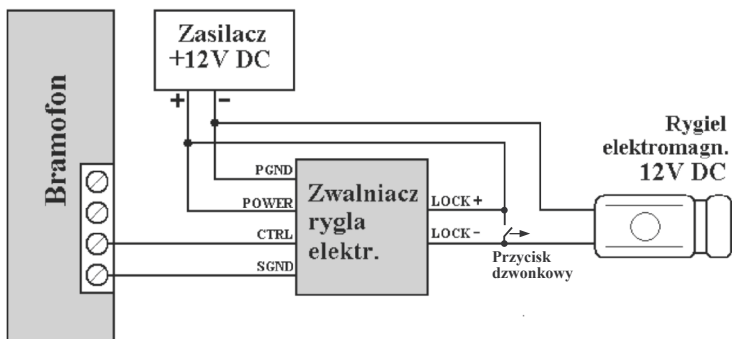 Zasilacz
+12V DC
+ -
Bramofon
PGND
POWER
CTRL
SGND
Zwalniacz
rygla
elektr.
LOCK +
LOCK -
Przycisk
dzwonkowy
Rygiel
elektromagn.
12V DC